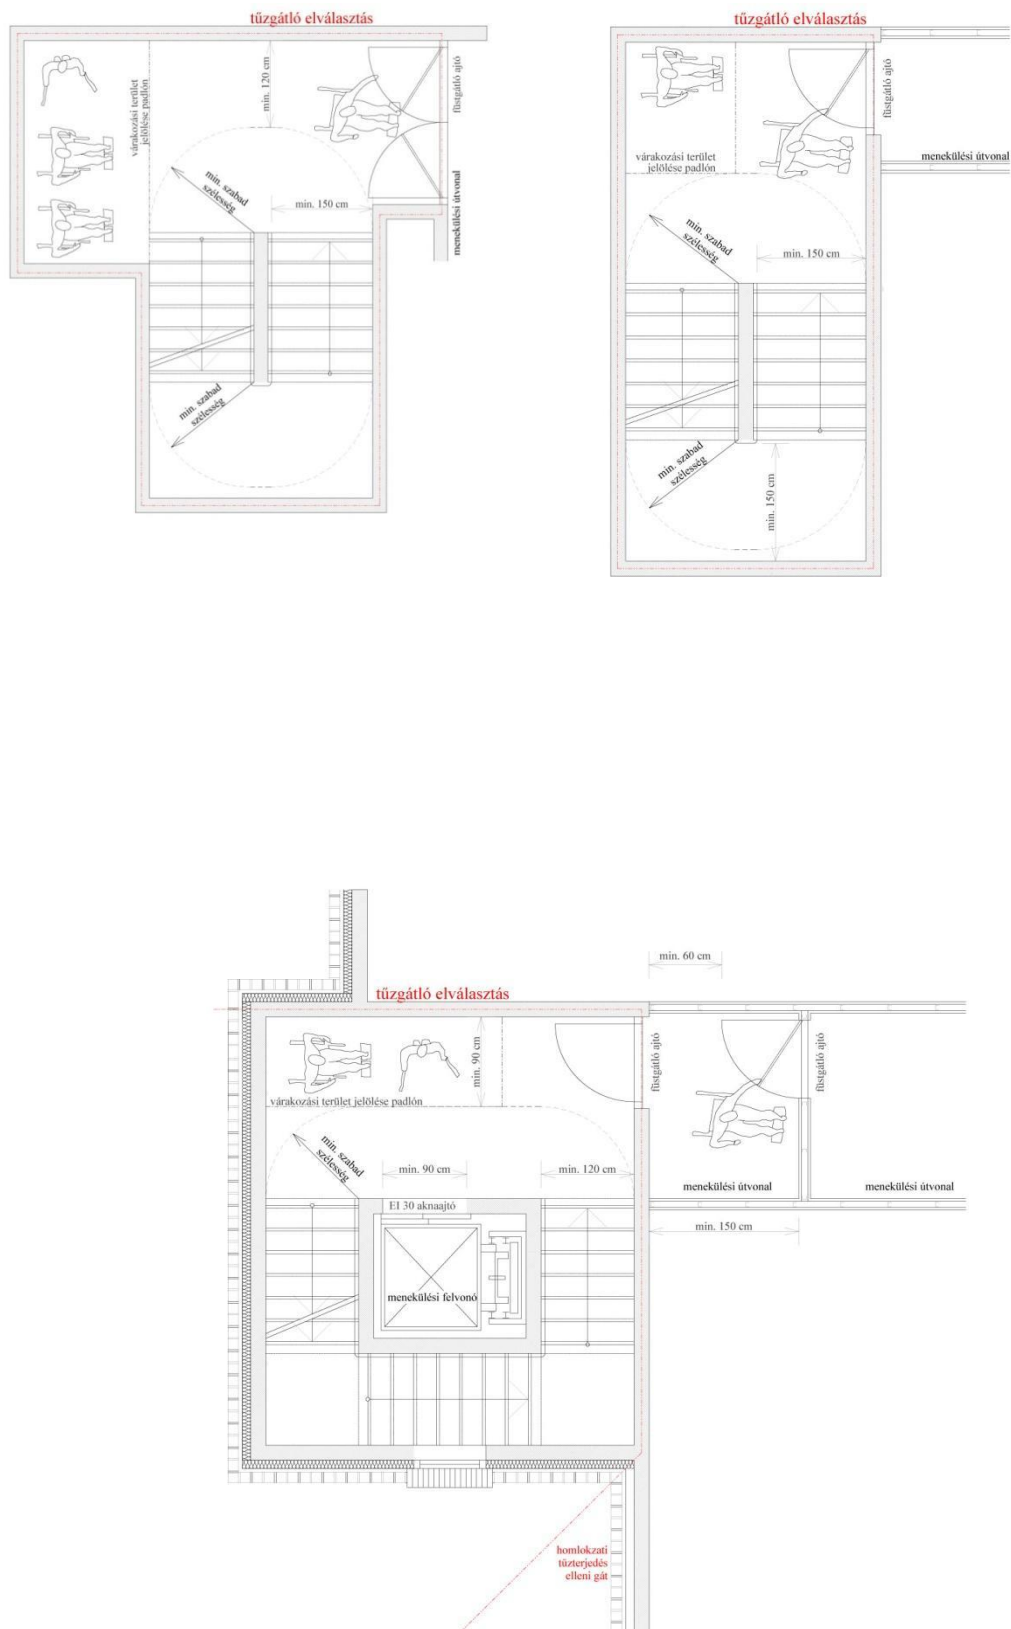 tűzgátló elválasztás
várakozási terület
jelölése padlón
min. 120 cm
füstgátló ajtó
min. szabad
szélesség
min. 150 cm
menekülési útvonal
min. szabad
szélesség
tűzgátló elválasztás
füstgátló ajtó
várakozási terület
jelölése padlón
menekülési útvonal
min. szabad
szélesség
min. 150 cm
min. szabad
szélesség
min. 150 cm
min. 60 cm
tűzgátló elválasztás
min. 90 cm
füstgátló ajtó
füstgátló ajtó
várakozási terület jelölése padlón
min. szabad
szélesség
min. 90 cm
min. 120 cm
menekülési útvonal
menekülési útvonal
EI 30 aknaajtó
min. 150 cm
menekülési felvonó
homlokzati
tűzterjedés
elleni gát